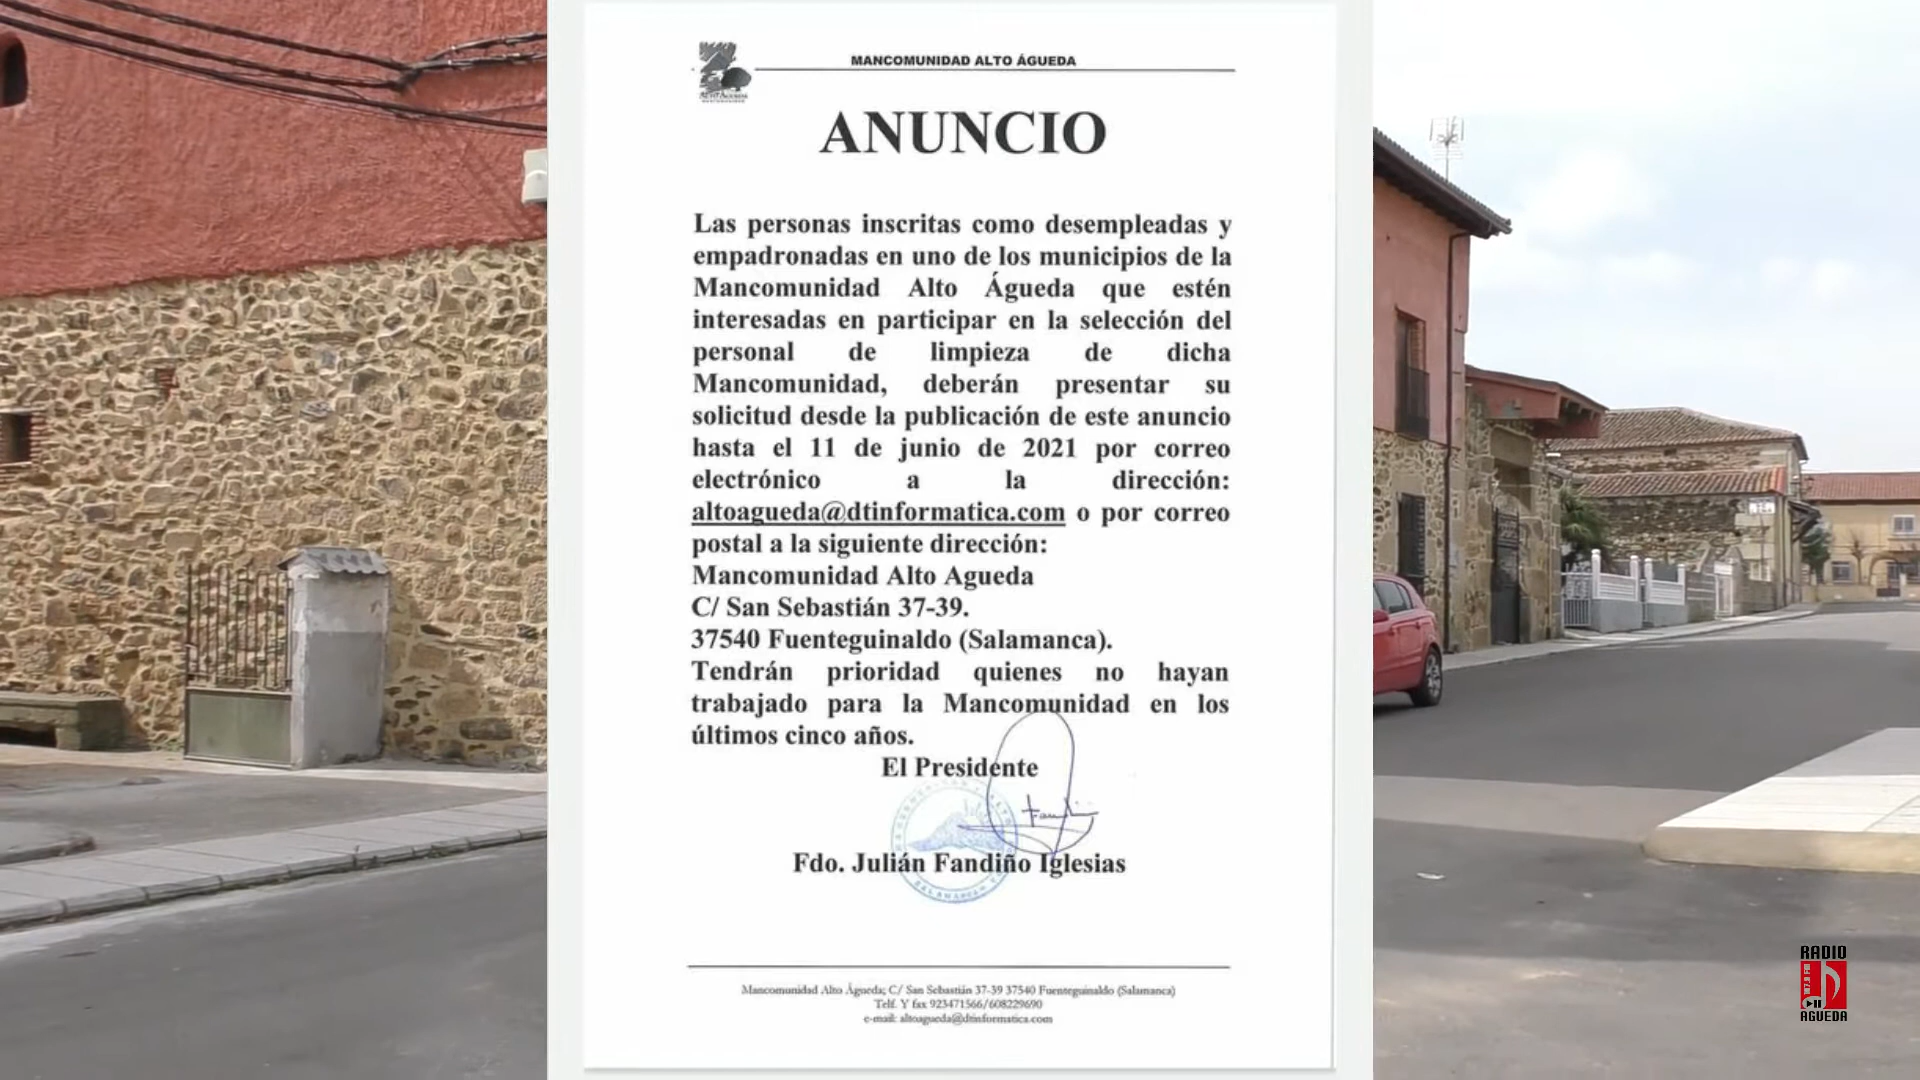 MANCOMUNIDAD ALTO ÁGUEDA
ANUNCIO
Las personas inscritas como desempleadas y
empadronadas en uno de los municipios de la
Mancomunidad Alto Águeda que estén
interesadas en participar en la selección del
personal de limpieza de dicha
Mancomunidad, deberán presentar su
solicitud desde la publicación de este anuncio
hasta el 11 de junio de 2021 por correo
electrónico a la dirección:
altoagueda@dtinformatica.com o por correo
postal a la siguiente dirección:
Mancomunidad Alto Agueda
C/ San Sebastián 37-39.
37540 Fuenteguinaldo (Salamanca).
Tendrán prioridad quienes no hayan
trabajado para la Mancomunidad en los
últimos cinco años.
El Presidente
Fdo. Julián Fandiño Iglesias
Mancomunidad Alto Águeda; C/ San Sebastián 37-39 37540 Fuenteguinaldo (Salamanca)
Telf. Y fax 923471566/608229690
e-mail: altoagueda@dtinformatica.com
RADIO
AGUEDA